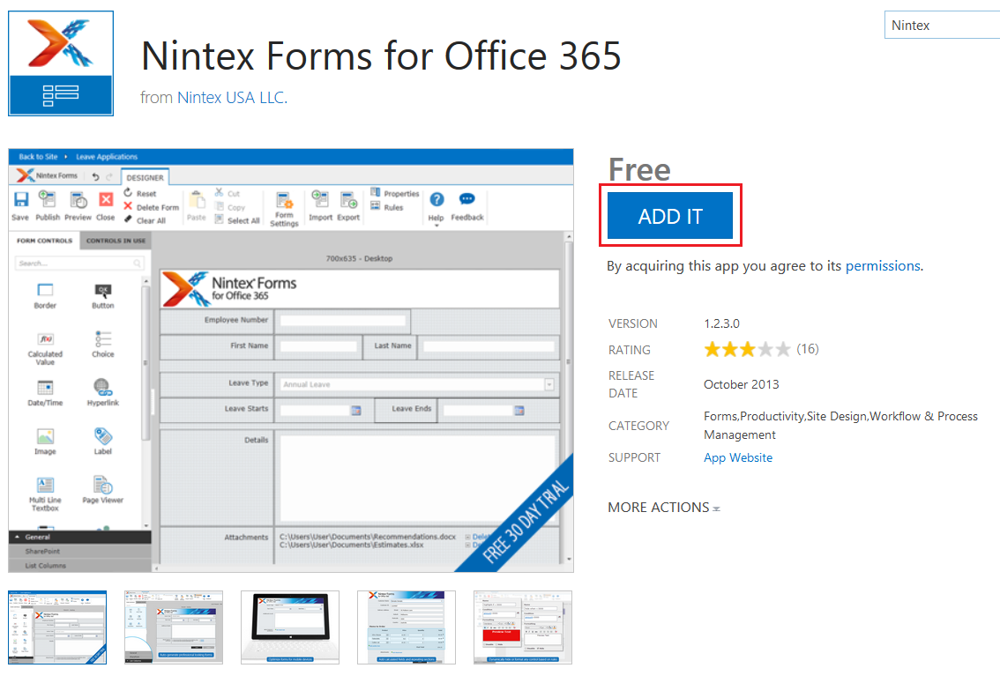 Nintex Forms for Office 365
from Nintex USA LLC.
Nintex
Back to Site Leave Applications
Nintex Forms
DESIGNER
Save Publish Preview Close
Reset
Delete Form
Clear All
Paste
Cut
Copy
Select All
Form
Settings
Import Export
Properties
Rules
Help Feedback
FORM CONTROLS CONTROLS IN USE
Search...
Border
OK
Button
f(x)
Calculated
Value
Choice
Date/Time
Hyperlink
Image
Label
Multi Line
Textbox
Page Viewer
General
SharePoint
List Columns
700x635 - Desktop
Nintex Forms
for Office 365
Employee Number
First Name Last Name
Leave Type Annual Leave
Leave Starts Leave Ends
Details
Attachments C:\Users\User\Documents\Recommendations.docx
C:\Users\User\Documents\Estimates.xlsx
FREE 30 DAY TRIAL
Free
ADD IT
By acquiring this app you agree to its permissions.
VERSION 1.2.3.0
RATING (16)
RELEASE
DATE
October 2013
CATEGORY
Forms,Productivity,Site Design,Workflow & Process
Management
SUPPORT App Website
MORE ACTIONS